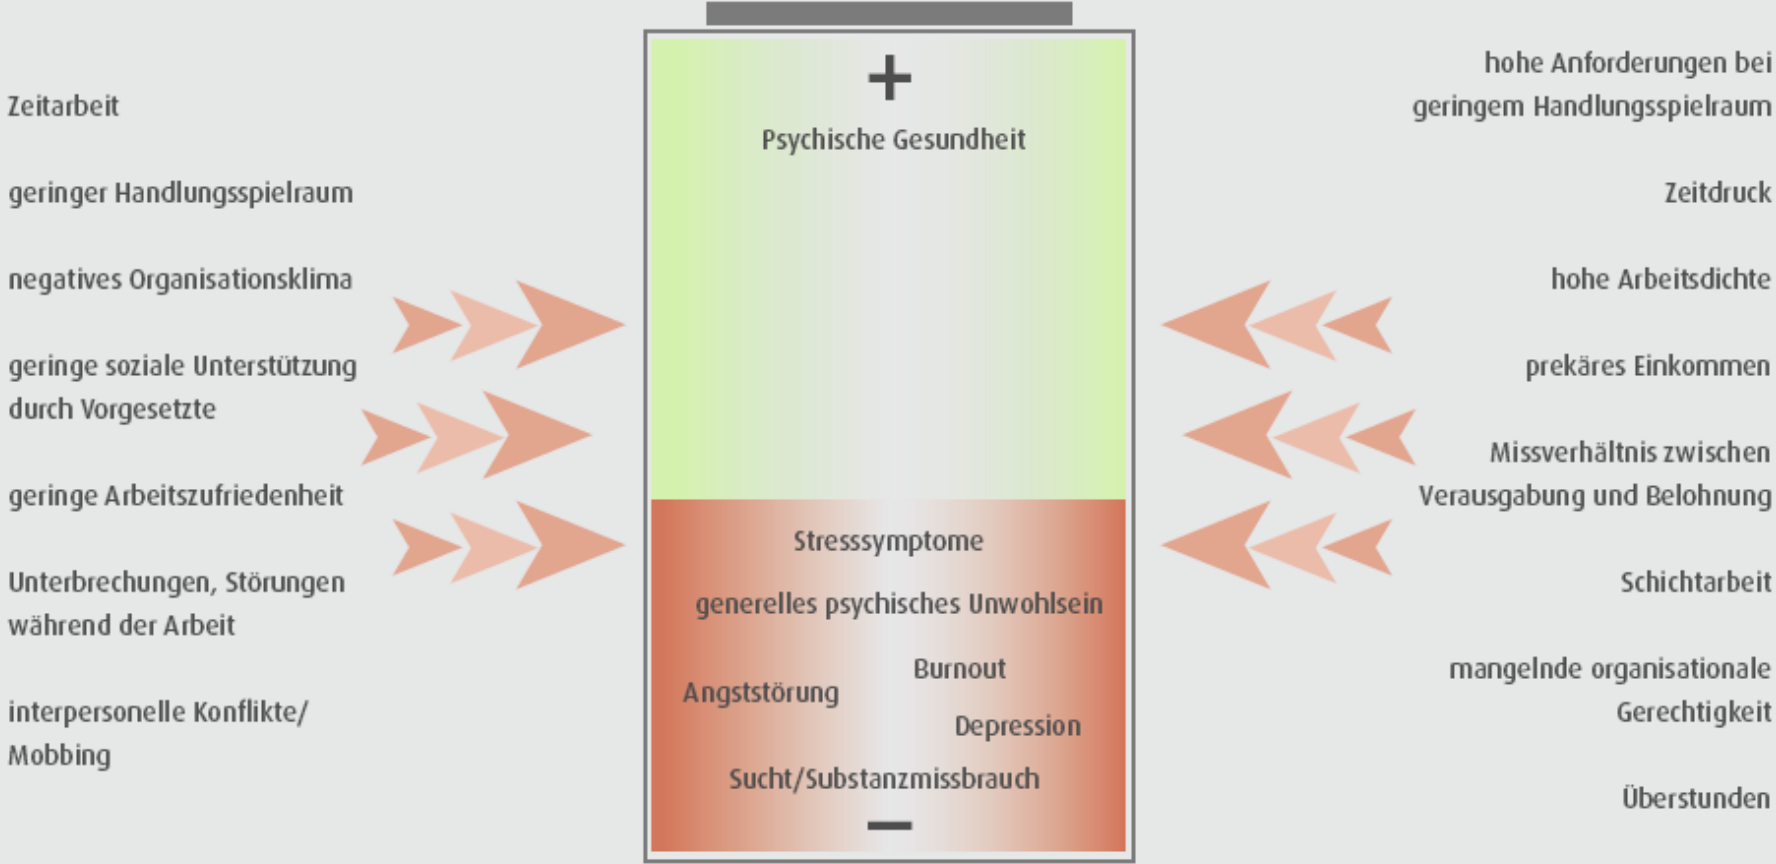 Zeitarbeit
geringer Handlungsspielraum
negatives Organisationsklima
geringe soziale Unterstützung
durch Vorgesetzte
geringe Arbeitszufriedenheit
Unterbrechungen, Störungen
während der Arbeit
interpersonelle Konflikte/
Mobbing
+
Psychische Gesundheit
Stresssymptome
generelles psychisches Unwohlsein
Burnout
Angststörung
Depression
Sucht/Substanzmissbrauch
−
hohe Anforderungen bei
geringem Handlungsspielraum
Zeitdruck
hohe Arbeitsdichte
prekäres Einkommen
Missverhältnis zwischen
Verausgabung und Belohnung
Schichtarbeit
mangelnde organisationale
Gerechtigkeit
Überstunden